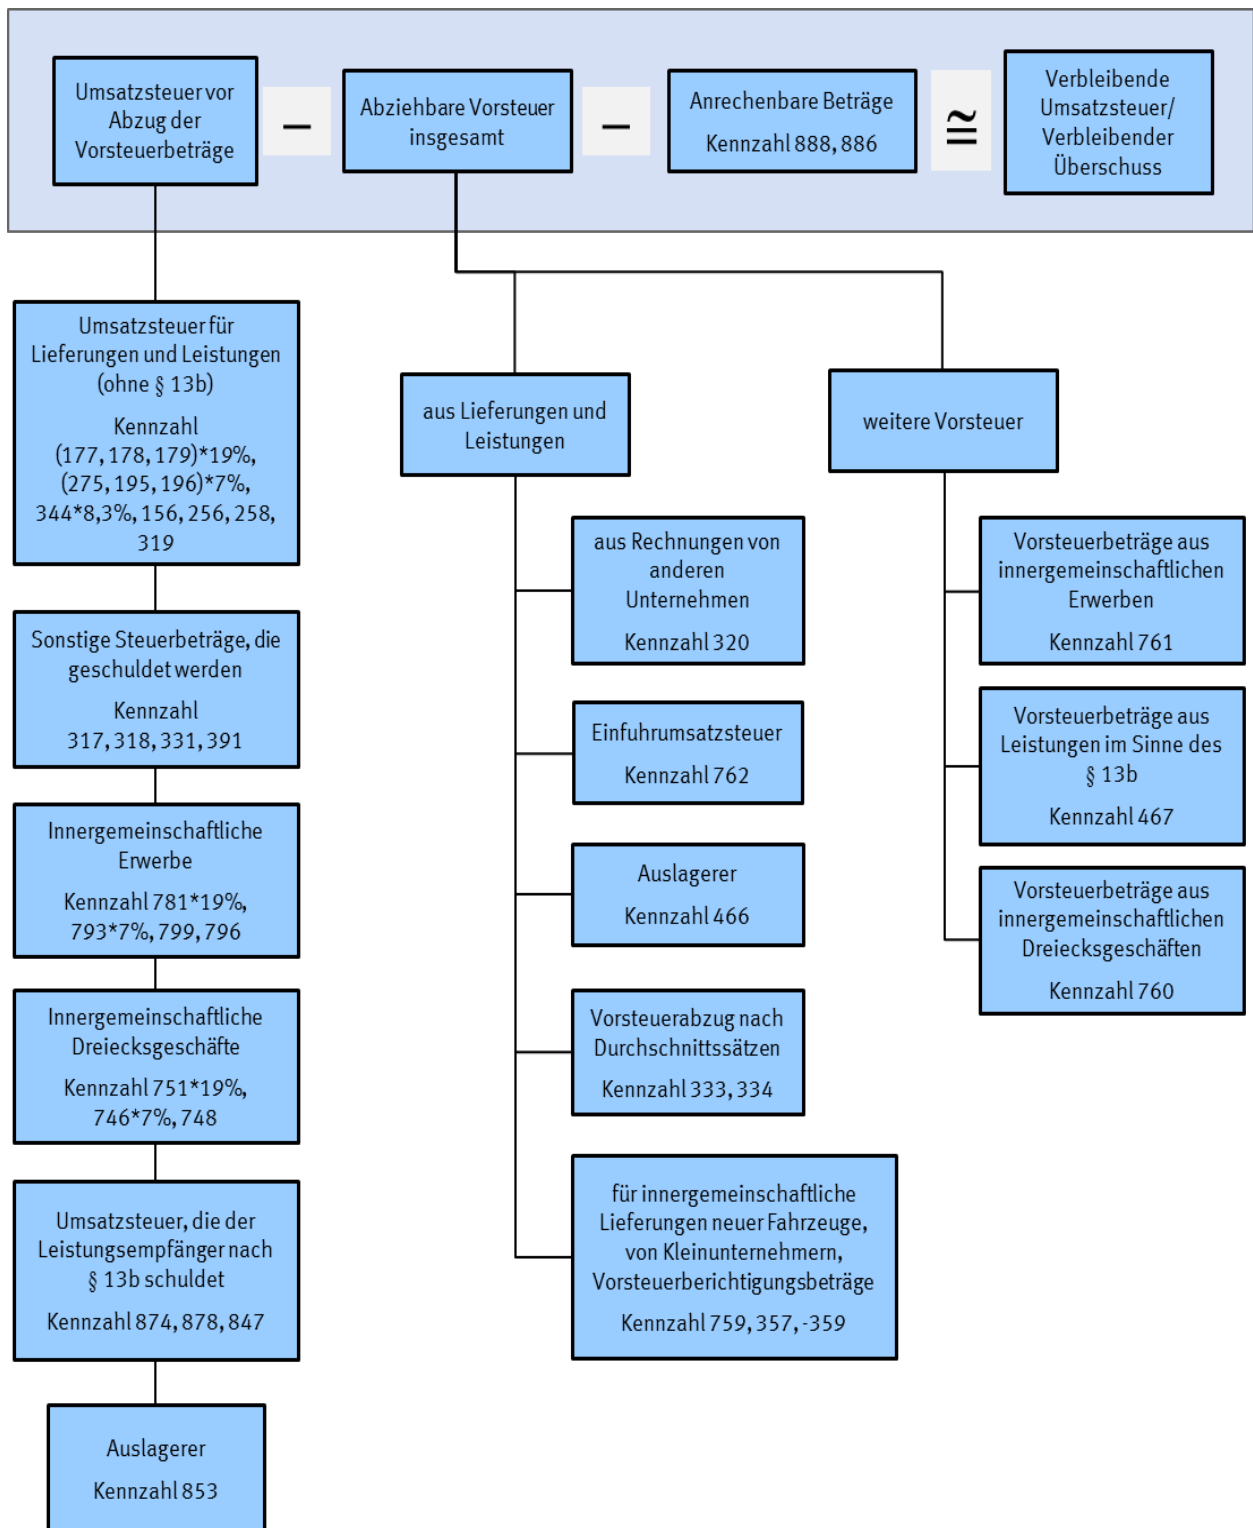 Umsatzsteuer vor
Abzug der
Vorsteuerbeträge
–
Abziehbare Vorsteuer
insgesamt
–
Anrechenbare Beträge
Kennzahl 888, 886
≅
Verbleibende
Umsatzsteuer/
Verbleibender
Überschuss
Umsatzsteuer für
Lieferungen und Leistungen
(ohne § 13b)
Kennzahl
(177, 178, 179)*19%,
(275, 195, 196)*7%,
344*8,3%, 156, 256, 258,
319
Sonstige Steuerbeträge, die
geschuldet werden
Kennzahl
317, 318, 331, 391
Innergemeinschaftliche
Erwerbe
Kennzahl 781*19%,
793*7%, 799, 796
Innergemeinschaftliche
Dreiecksgeschäfte
Kennzahl 751*19%,
746*7%, 748
Umsatzsteuer, die der
Leistungsempfänger nach
§ 13b schuldet
Kennzahl 874, 878, 847
Auslagerer
Kennzahl 853
aus Lieferungen und
Leistungen
aus Rechnungen von
anderen
Unternehmen
Kennzahl 320
Einfuhrumsatzsteuer
Kennzahl 762
Auslagerer
Kennzahl 466
Vorsteuerabzug nach
Durchschnittssätzen
Kennzahl 333, 334
für innergemeinschaftliche
Lieferungen neuer Fahrzeuge,
von Kleinunternehmern,
Vorsteuerberichtigungsbeträge
Kennzahl 759, 357, -359
weitere Vorsteuer
Vorsteuerbeträge aus
innergemeinschaftlichen
Erwerben
Kennzahl 761
Vorsteuerbeträge aus
Leistungen im Sinne des
§ 13b
Kennzahl 467
Vorsteuerbeträge aus
innergemeinschaftlichen
Dreiecksgeschäften
Kennzahl 760